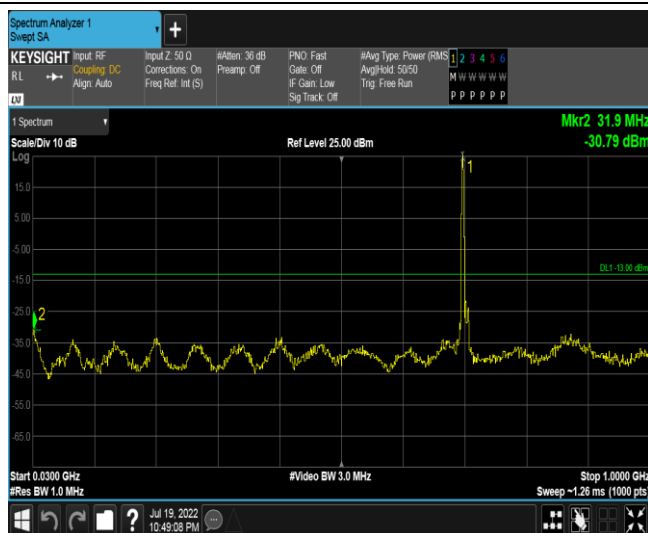 Spectrum Analyzer 1
Swept SA
+
KEYSIGHT Input: RF Input Z: 50 Ω #Atten: 36 dB PNO: Fast #Avg Type: Power (RMS 1 2 3 4 5 6
RL Coupling: DC Corrections: On Preamp: Off Gate: Off Avg|Hold: 50/50 M W W W W W
Align: Auto Freq Ref: Int (S) IF Gain: Low Trig: Free Run
Sig Track: Off P P P P P P
LXI
1 Spectrum Mkr2 31.9 MHz
Scale/Div 10 dB Ref Level 25.00 dBm -30.79 dBm
Log
1
15.0
5.00
-5.00
DL1 -13.00 dBm
-15.0
-25.0
2
-35.0
-45.0
-55.0
-65.0
Start 0.0300 GHz #Video BW 3.0 MHz Stop 1.0000 GHz
#Res BW 1.0 MHz Sweep ~1.26 ms (1000 pts)
? Jul 19, 2022
10:49:08 PM